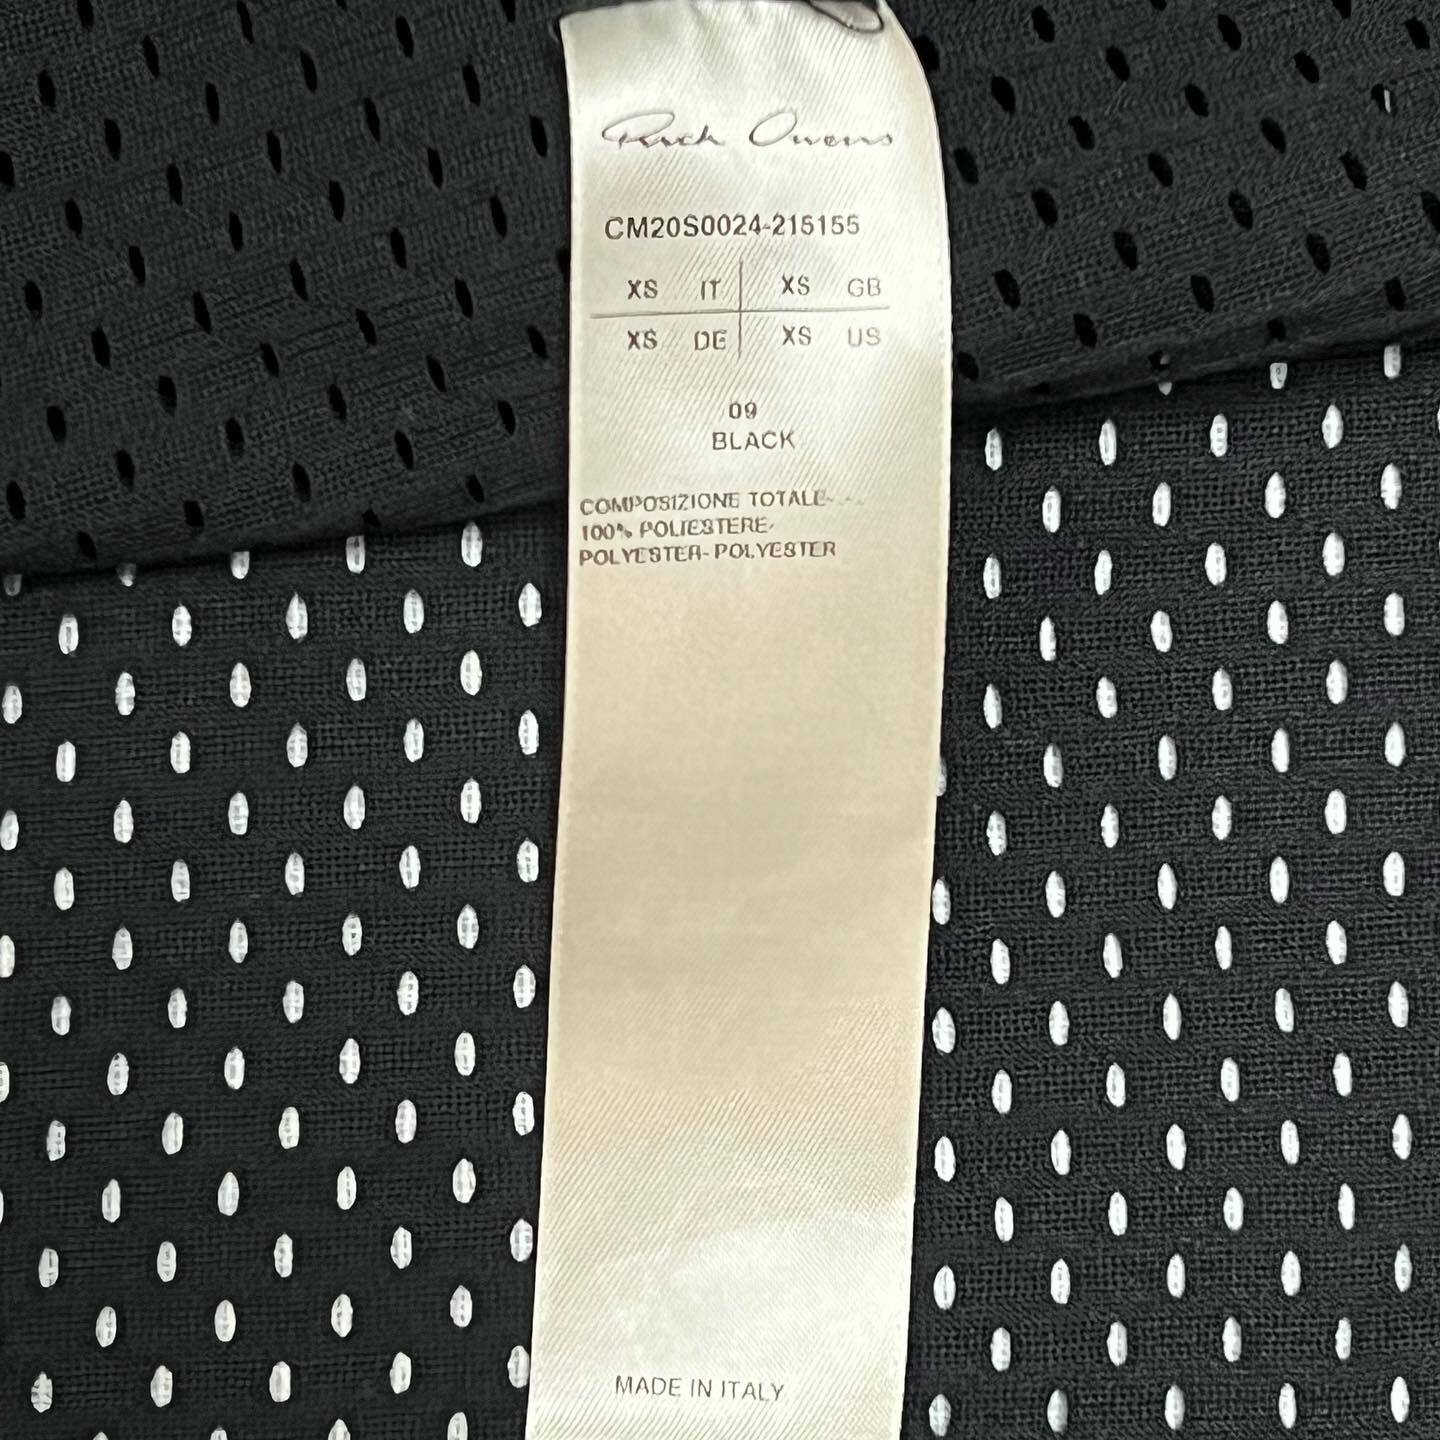 Rick Owens
CM20S0024-215155
XS IT XS GB
XS DE XS US
09
BLACK
COMPOSIZIONE TOTALE
100% POLIESTERE-
POLYESTER-POLYESTER
MADE IN ITALY